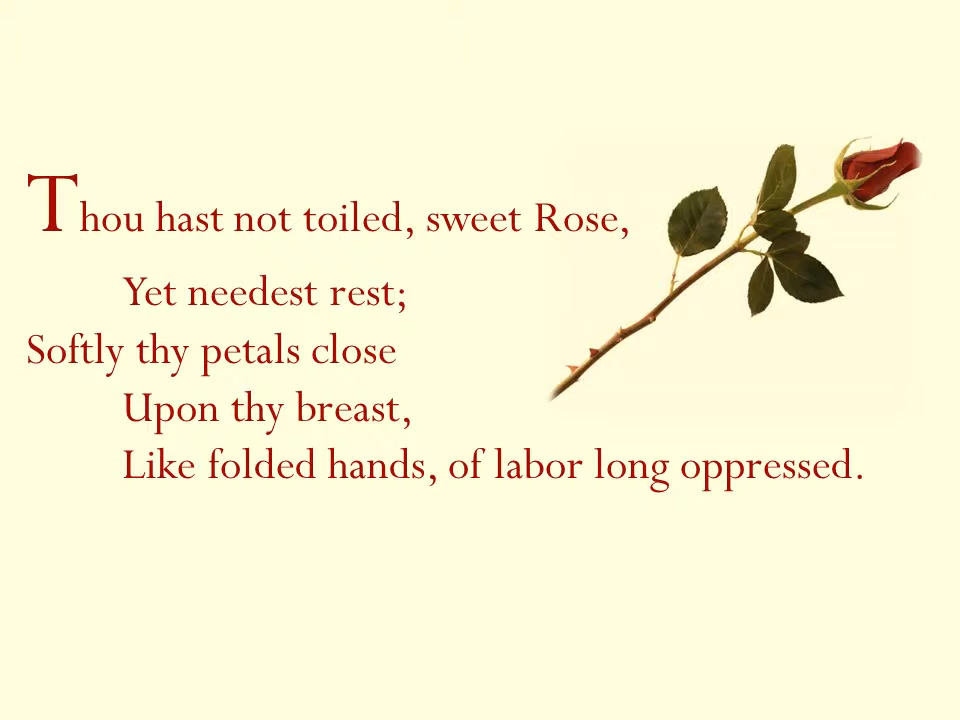 Thou hast not toiled, sweet Rose,
Yet needest rest;
Softly thy petals close
Upon thy breast,
Like folded hands, of labor long oppressed.